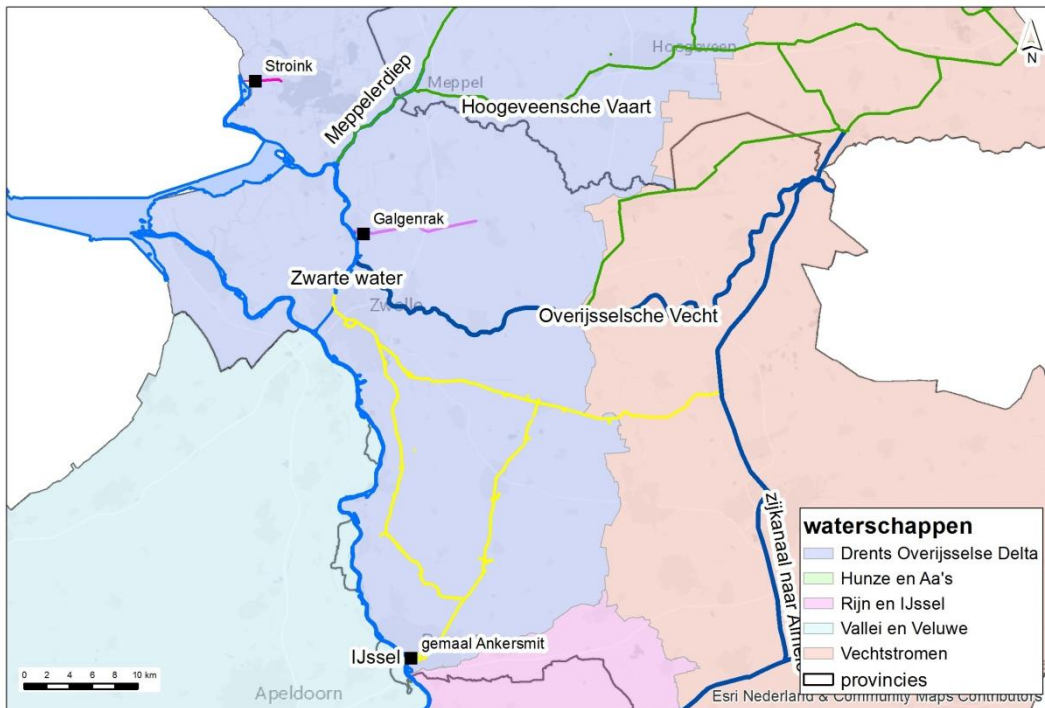 N
Hoogeveen
Stroink
Meppel
Meppelerdiep
Hoogeveensche Vaart
Galgenrak
Zwarte water
Zwolle
Overijsselsche Vecht
zijkanaal naar Almelo
waterschappen
Drents Overijsselse Delta
Hunze en Aa's
Rijn en IJssel
Vallei en Veluwe
Vechtstromen
provincies
gemaal Ankersmit
IJssel
0 2 4 6 8 10 km
Apeldoorn
Esri Nederland & Community Maps Contributors